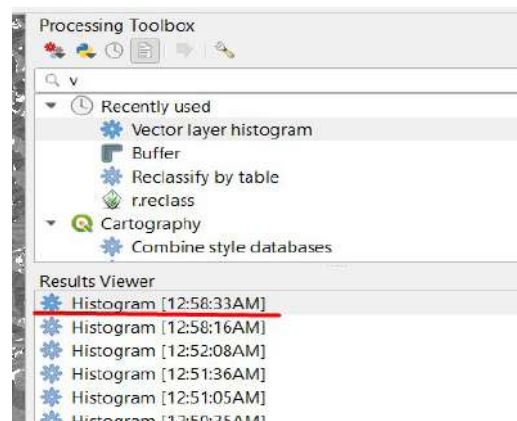 Processing Toolbox
v
Recently used
Vector layer histogram
Buffer
Reclassify by table
r.reclass
Cartography
Combine style databases
Results Viewer
Histogram [12:58:33AM]
Histogram [12:58:16AM]
Histogram [12:52:08AM]
Histogram [12:51:36AM]
Histogram [12:51:05AM]
Histogram